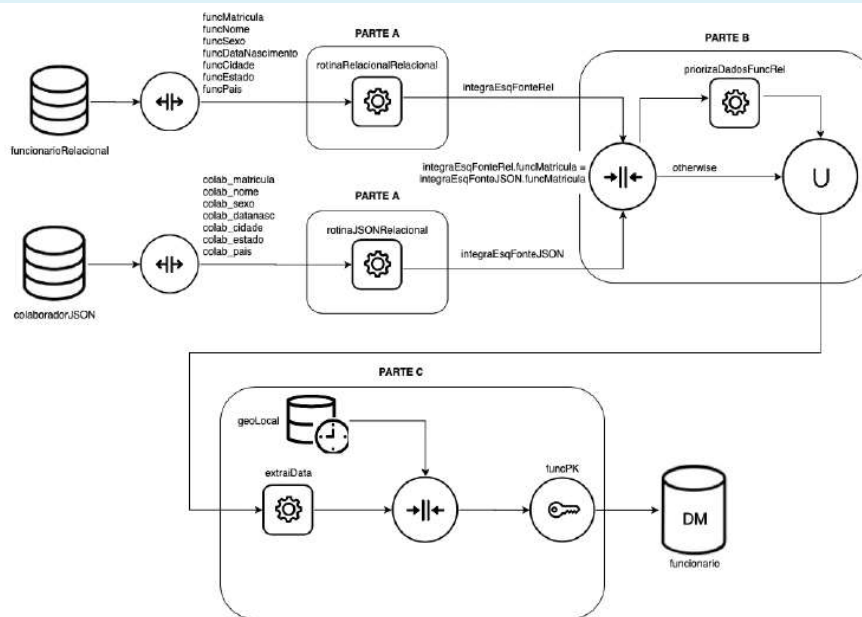 funcMatricula
funcNome
funcSexo
funcDataNascimento
funcCidade
funcEstado
funcPais
funcionarioRelacional
PARTE A
rotinaRelacionalRelacional
integraEsqFonteRel
PARTE B
priorizaDadosFuncRel
integraEsqFonteRel.funcMatricula =
integraEsqFonteJSON.funcMatricula
otherwise
U
colab_matricula
colab_nome
colab_sexo
colab_datanasc
colab_cidade
colab_estado
colab_pais
colaboradorJSON
PARTE A
rotinaJSONRelacional
integraEsqFonteJSON
PARTE C
geoLocal
extraiData
funcPK
DM
funcionario